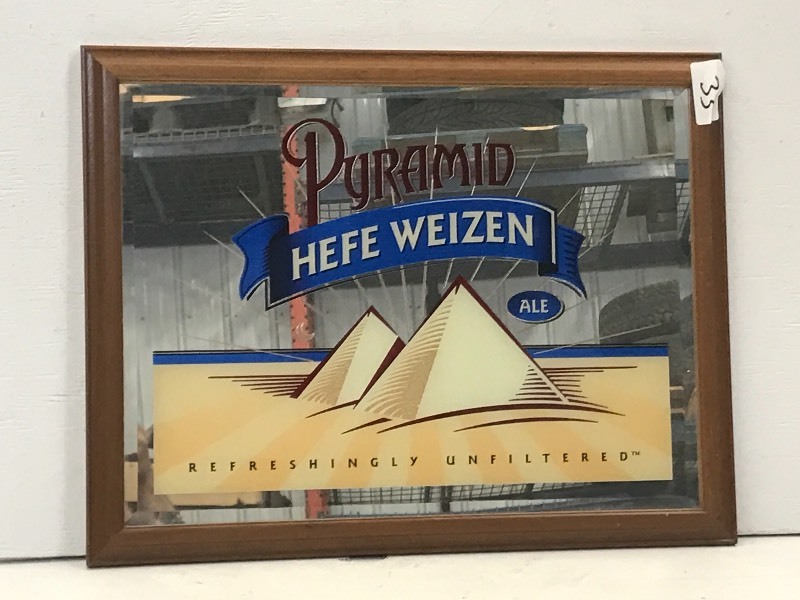 35
PYRAMID
HEFE WEIZEN
ALE
REFRESHINGLY UNFILTERED™